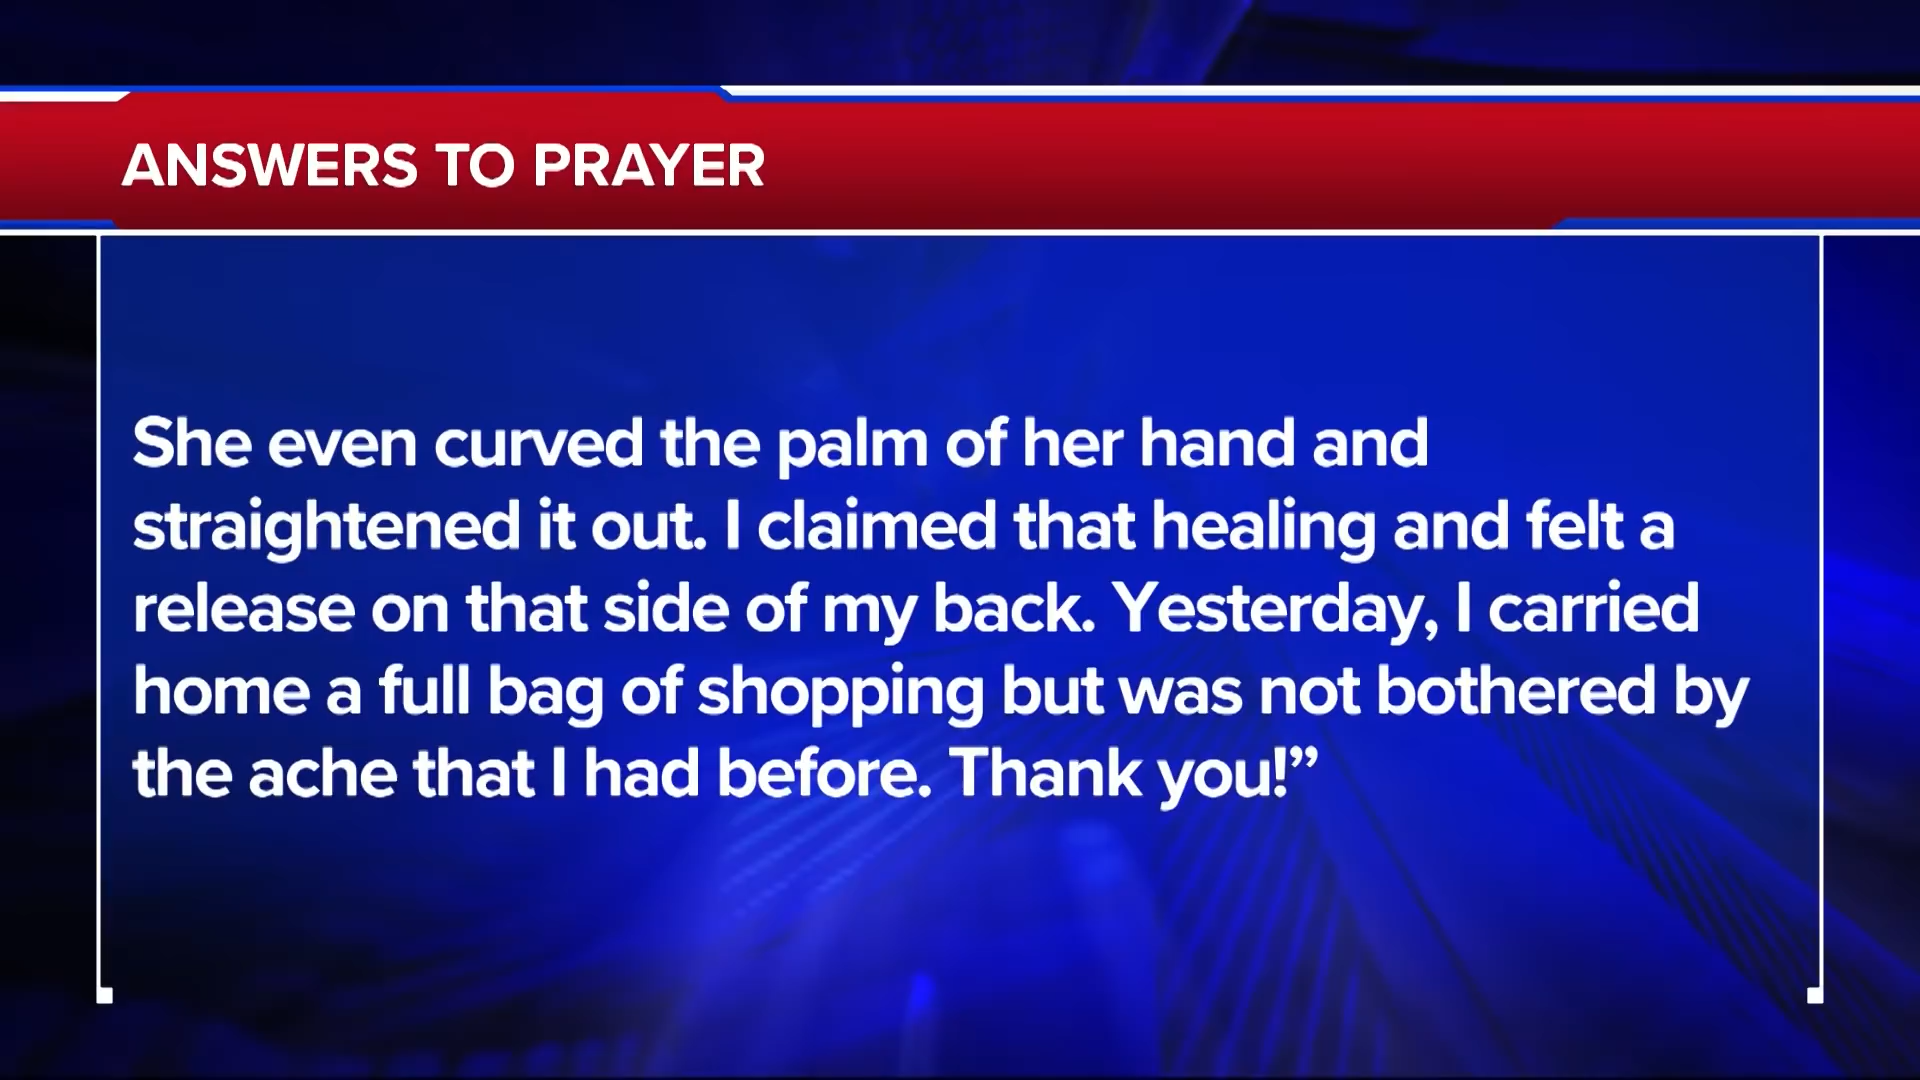 ANSWERS TO PRAYER
She even curved the palm of her hand and
straightened it out. I claimed that healing and felt a
release on that side of my back. Yesterday, I carried
home a full bag of shopping but was not bothered by
the ache that I had before. Thank you!”